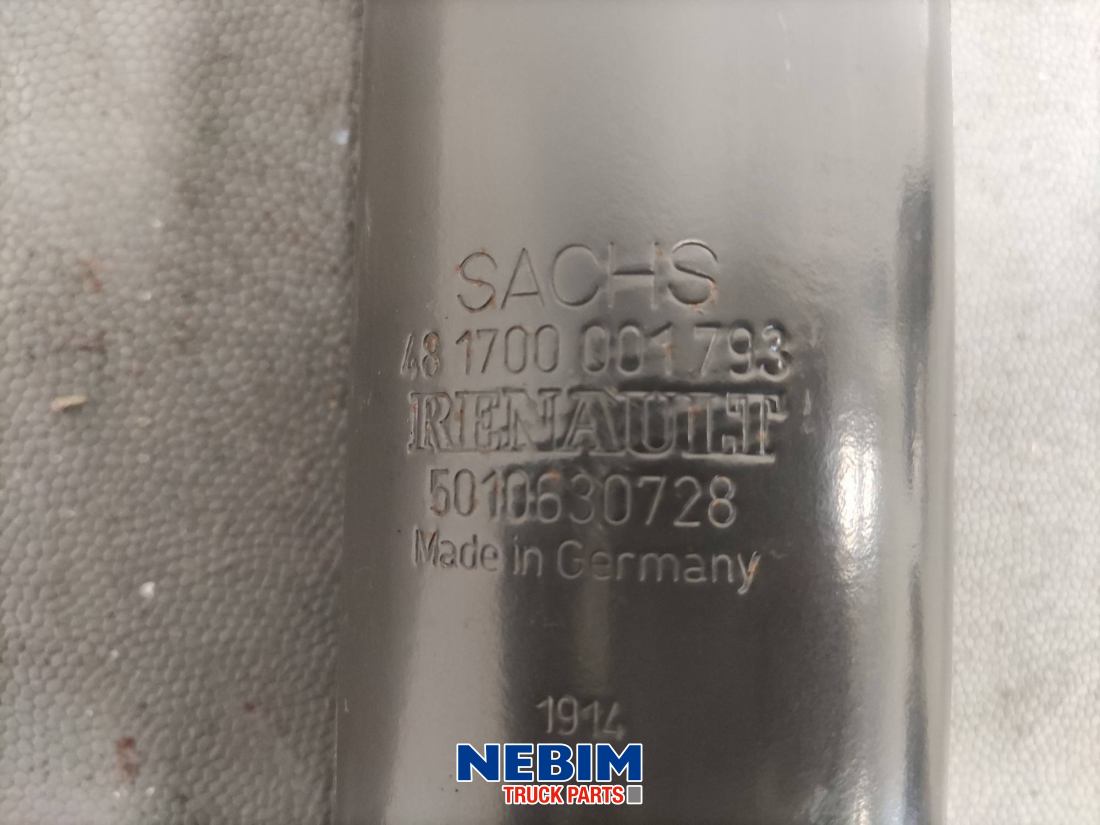 SACHS
48 1700 001 793
RENAULT
5010630728
Made in Germany
1914
NEBIM
TRUCK PARTS